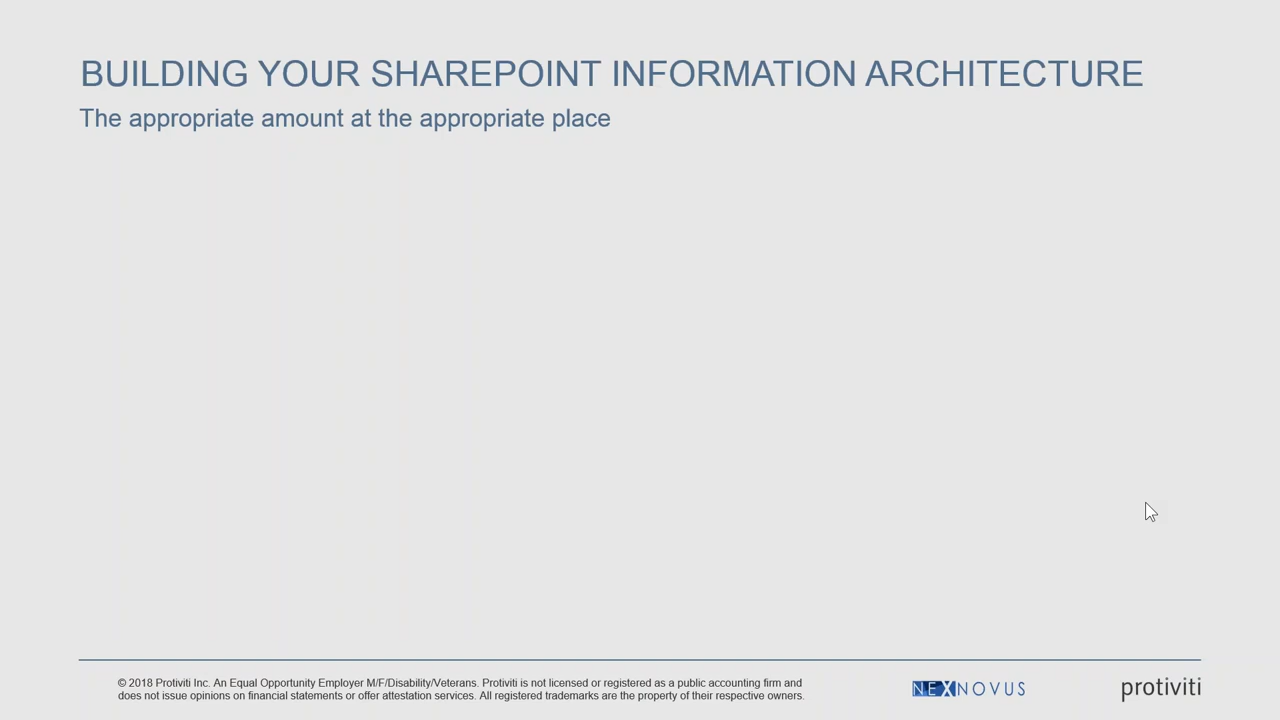 BUILDING YOUR SHAREPOINT INFORMATION ARCHITECTURE
The appropriate amount at the appropriate place
© 2018 Protiviti Inc. An Equal Opportunity Employer M/F/Disability/Veterans. Protiviti is not licensed or registered as a public accounting firm and
does not issue opinions on financial statements or offer attestation services. All registered trademarks are the property of their respective owners.
NEXNOVUS
protiviti